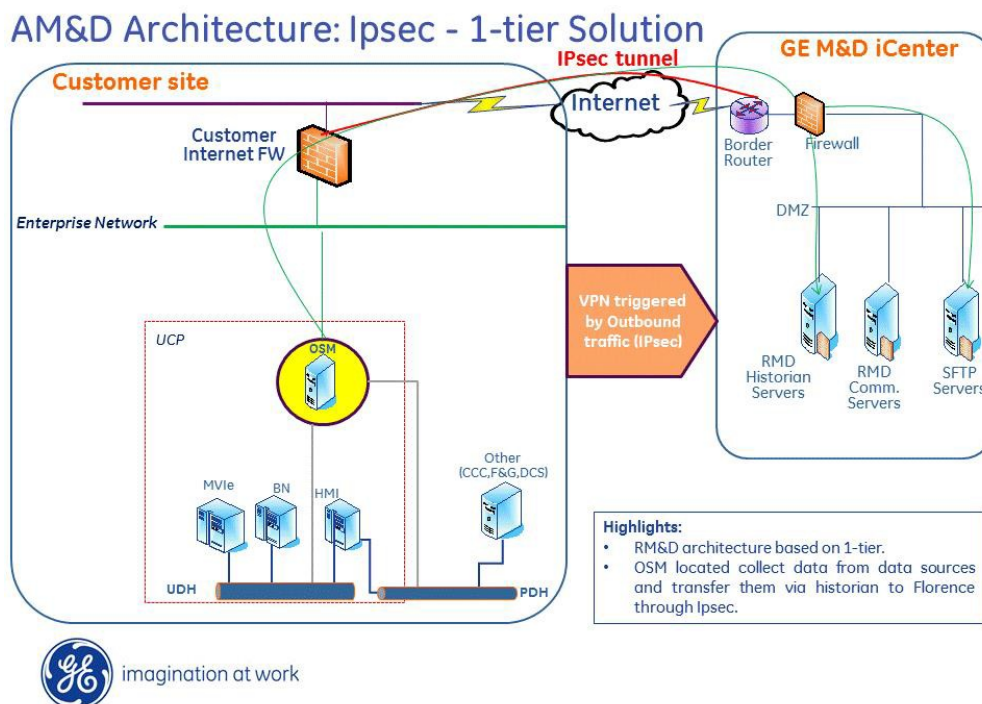 AM&D Architecture: Ipsec - 1-tier Solution
Customer site
IPsec tunnel
GE M&D iCenter
Internet
Customer
Internet FW
Border
Router
Firewall
Enterprise Network
DMZ
VPN triggered
by Outbound
traffic (IPsec)
UCP
OSM
RMD
Historian
Servers
RMD
Comm.
Servers
SFTP
Servers
MVIe
BN
HMI
Other
(CCC,F&G,DCS)
UDH
PDH
Highlights:
• RM&D architecture based on 1-tier.
• OSM located collect data from data sources
and transfer them via historian to Florence
through Ipsec.
GE
imagination at work